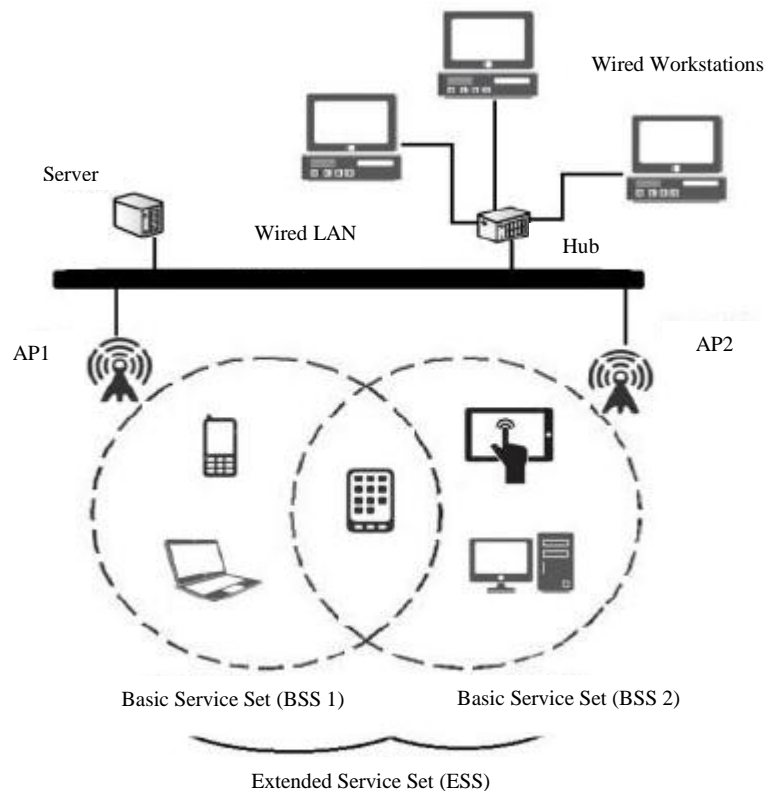 Wired Workstations
Server
Wired LAN
Hub
AP1
AP2
Basic Service Set (BSS 1)
Basic Service Set (BSS 2)
Extended Service Set (ESS)